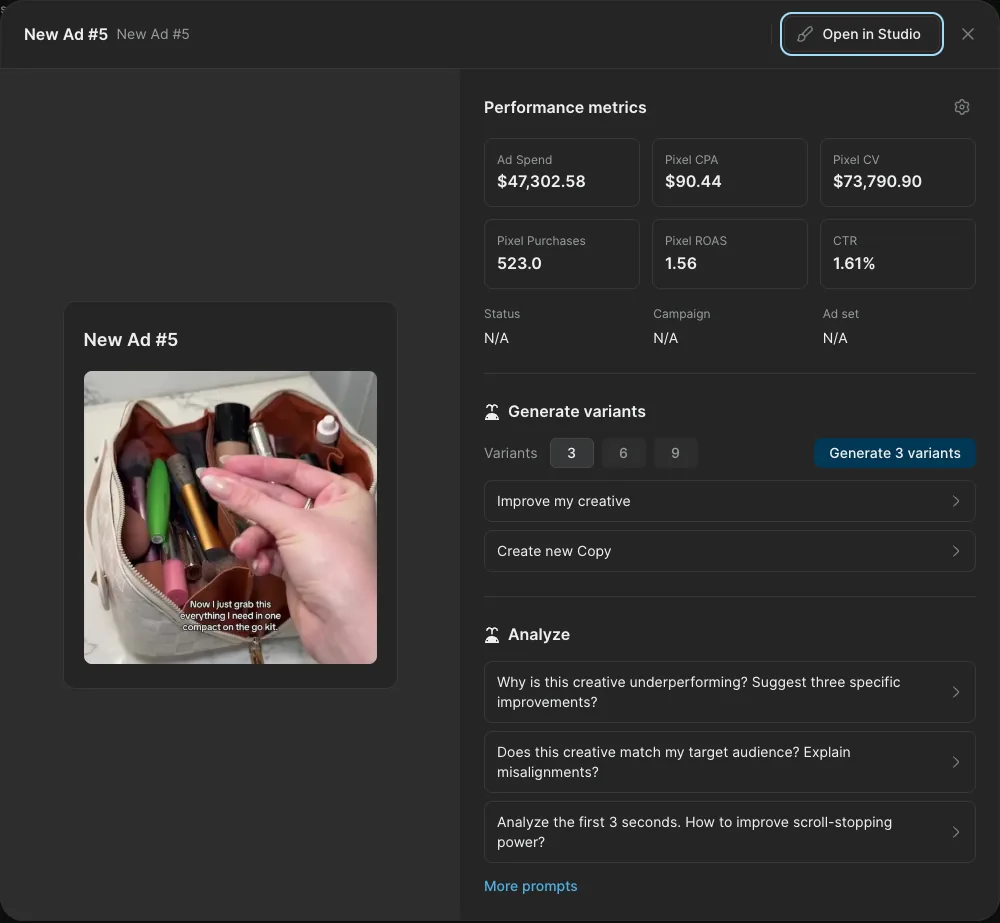 New Ad #5 New Ad #5
Open in Studio
Performance metrics
Ad Spend
$47,302.58
Pixel CPA
$90.44
Pixel CV
$73,790.90
Pixel Purchases
523.0
Pixel ROAS
1.56
CTR
1.61%
Status
N/A
Campaign
N/A
Ad set
N/A
New Ad #5
Now I just grab this
everything I need in one
compact on the go kit.
Generate variants
Variants 3 6 9 Generate 3 variants
Improve my creative
Create new Copy
Analyze
Why is this creative underperforming? Suggest three specific
improvements?
Does this creative match my target audience? Explain
misalignments?
Analyze the first 3 seconds. How to improve scroll-stopping
power?
More prompts